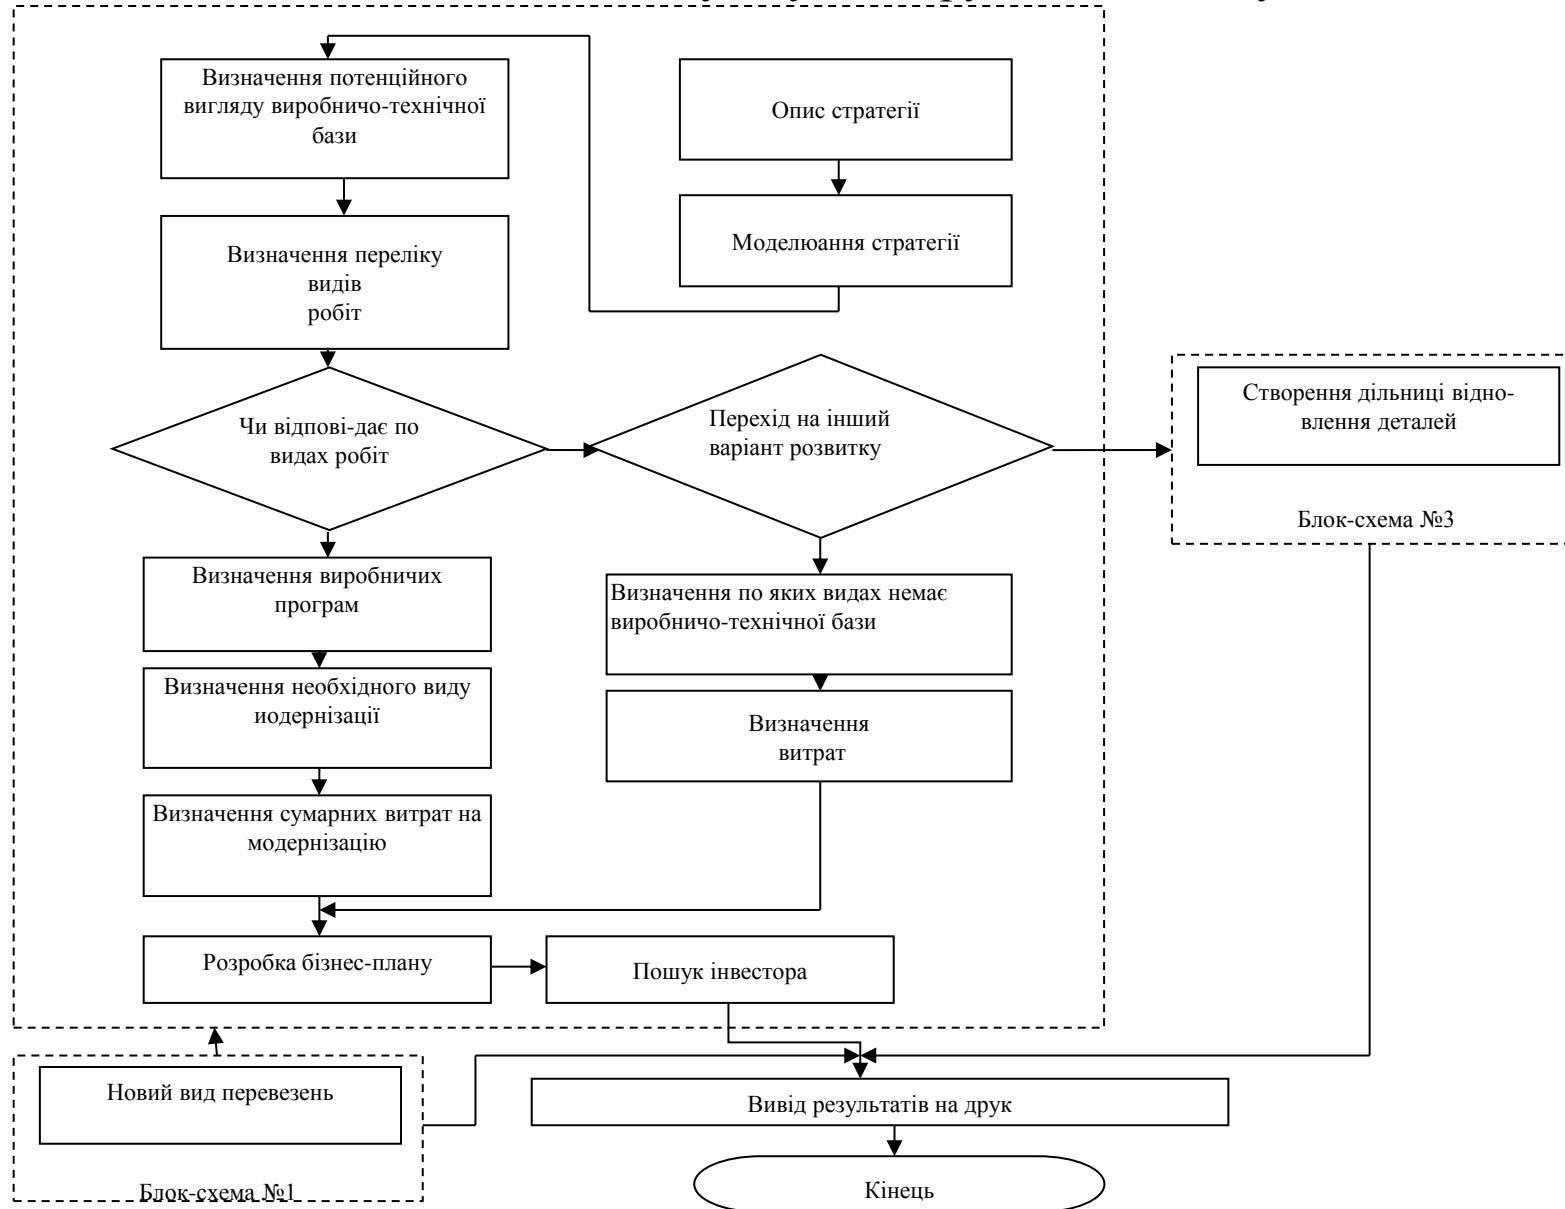 Визначення потенційного
вигляду виробничо-технічної
бази
Опис стратегії
Моделюання стратегії
Визначення переліку
видів
робіт
Чи відпові-дає по
видах робіт
Перехід на інший
варіант розвитку
Створення дільниці відно-
влення деталей
Блок-схема №3
Визначення виробничих
програм
Визначення по яких видах немає
виробничо-технічної бази
Визначення необхідного виду
иодернізації
Визначення
витрат
Визначення сумарних витрат на
модернізацію
Розробка бізнес-плану
Пошук інвестора
Новий вид перевезень
Блок-схема №1
Вивід результатів на друк
Кінець